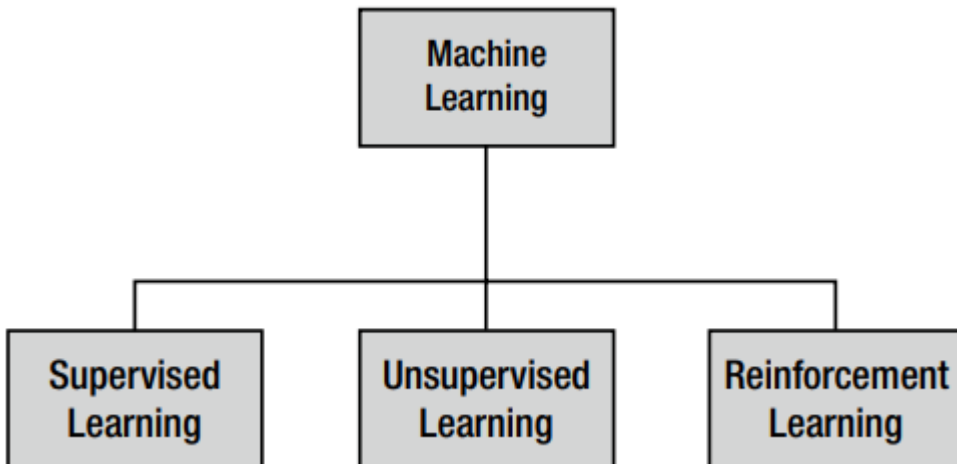 Machine
Learning
Supervised
Learning
Unsupervised
Learning
Reinforcement
Learning